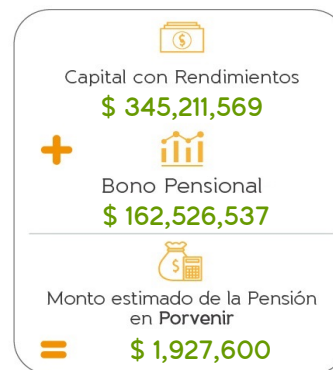 Capital con Rendimientos
$ 345,211,569
+
Bono Pensional
$ 162,526,537
Monto estimado de la Pensión
en Porvenir
= $ 1,927,600